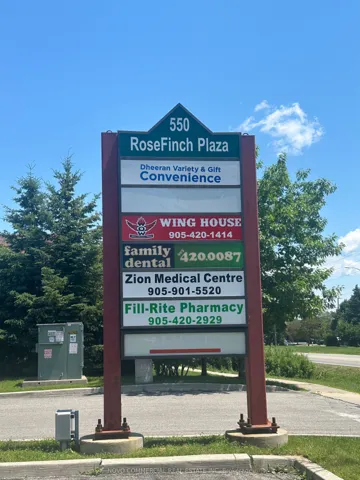 550
RoseFinch Plaza
Dheeran Variety & Gift
Convenience
WING HOUSE
905-420-1414
family
dental
420.0087
Zion Medical Centre
905-901-5520
Fill-Rite Pharmacy
905-420-2929